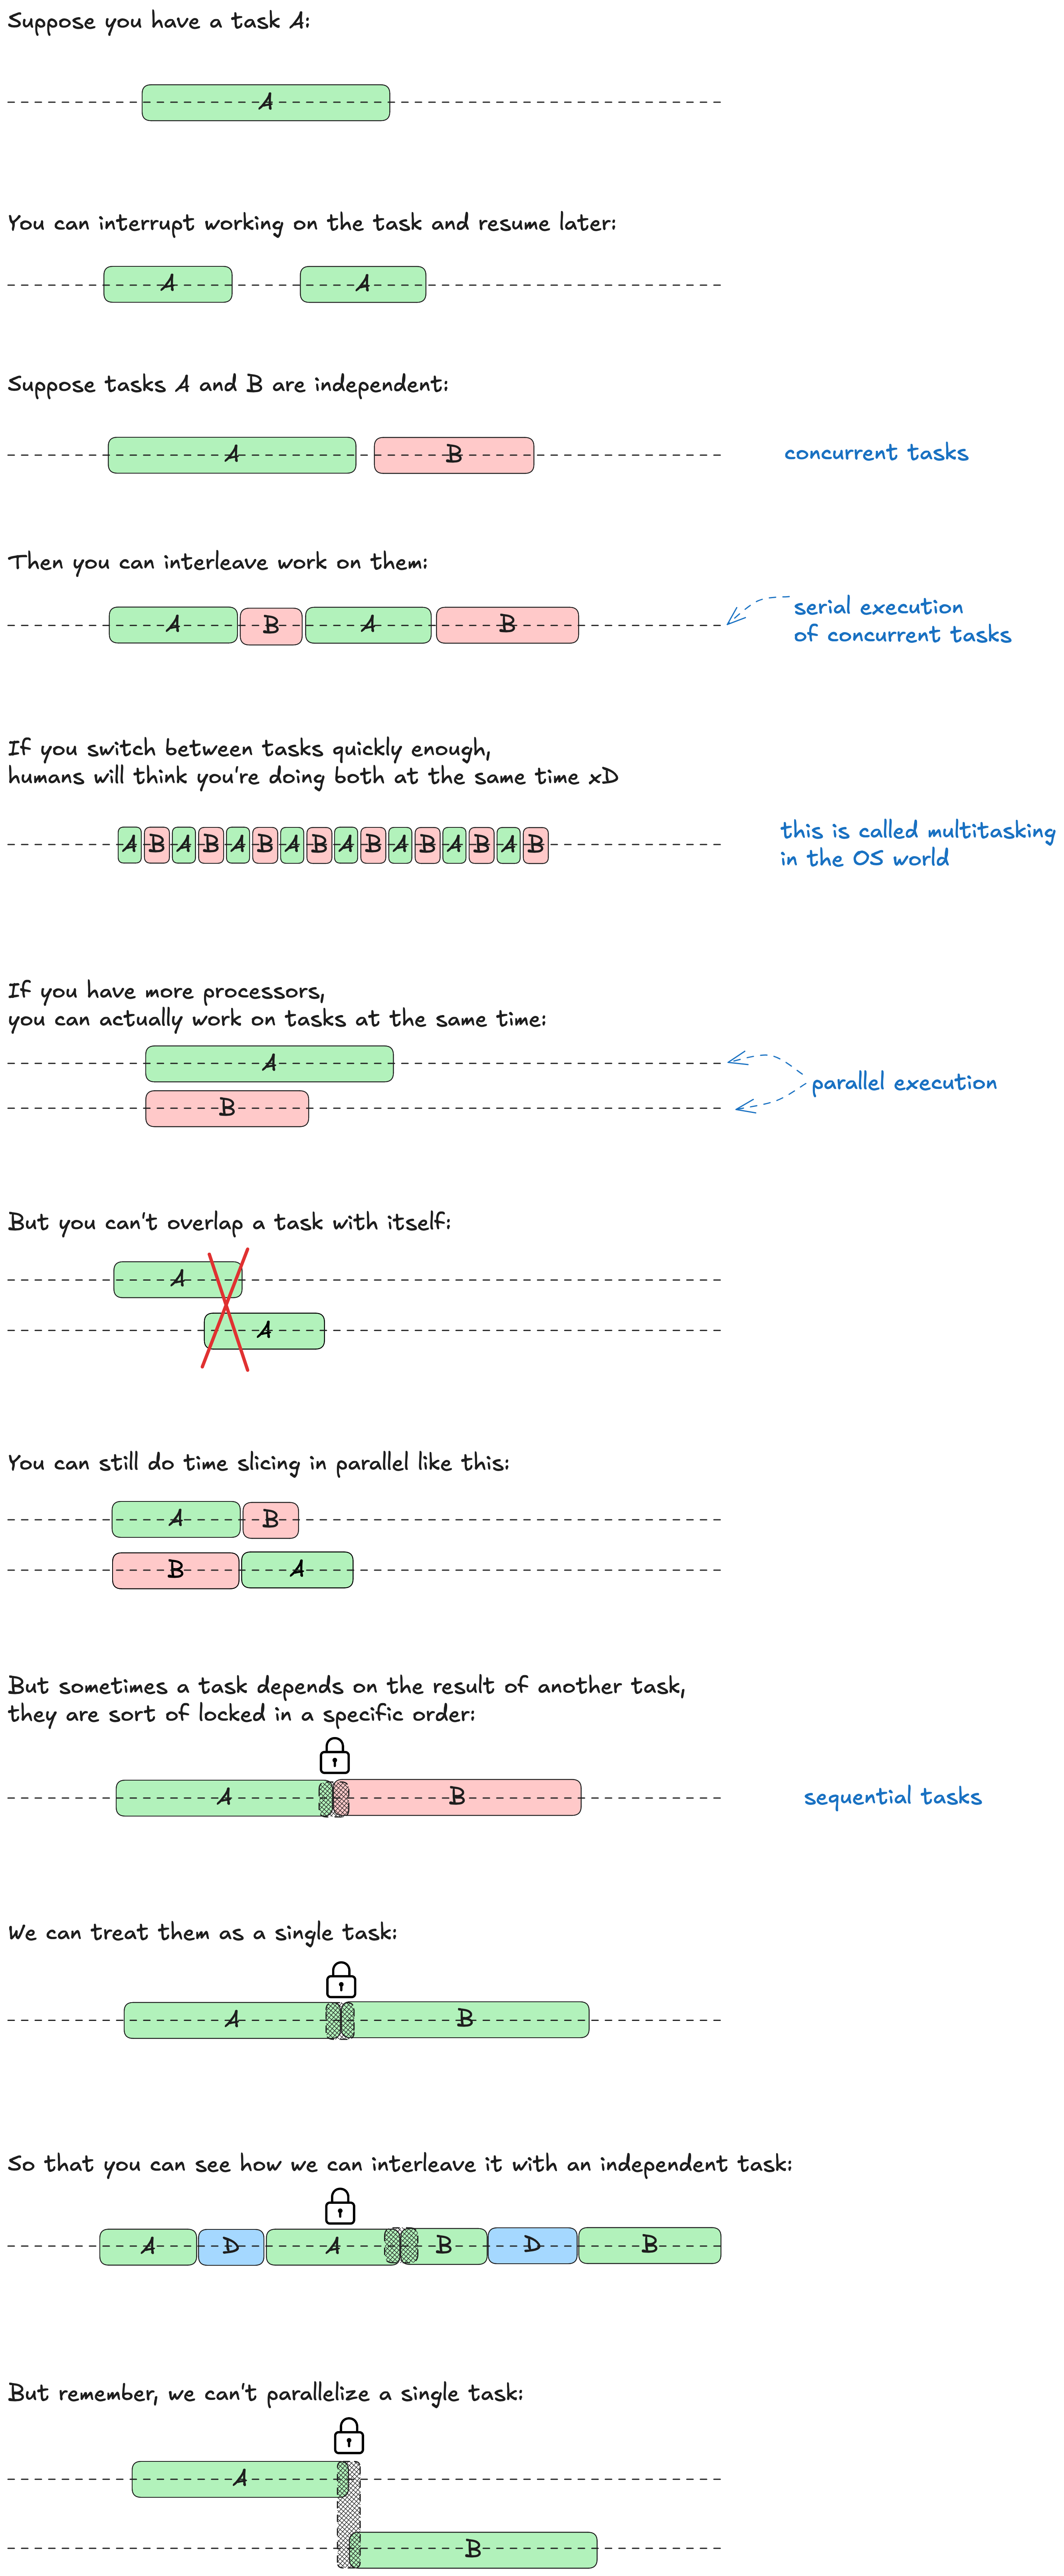 Suppose you have a task A:
A
You can interrupt working on the task and resume later:
A A
Suppose tasks A and B are independent:
A B concurrent tasks
Then you can interleave work on them:
A B A B serial execution
of concurrent tasks
If you switch between tasks quickly enough,
humans will think you're doing both at the same time xD
A B A B A B A B A B A B A B A B this is called multitasking
in the OS world
If you have more processors,
you can actually work on tasks at the same time:
A
B
parallel execution
But you can't overlap a task with itself:
A
A
You can still do time slicing in parallel like this:
A B
B A
But sometimes a task depends on the result of another task,
they are sort of locked in a specific order:
A B sequential tasks
We can treat them as a single task:
A B
So that you can see how we can interleave it with an independent task:
A D A B D B
But remember, we can't parallelize a single task:
A
B